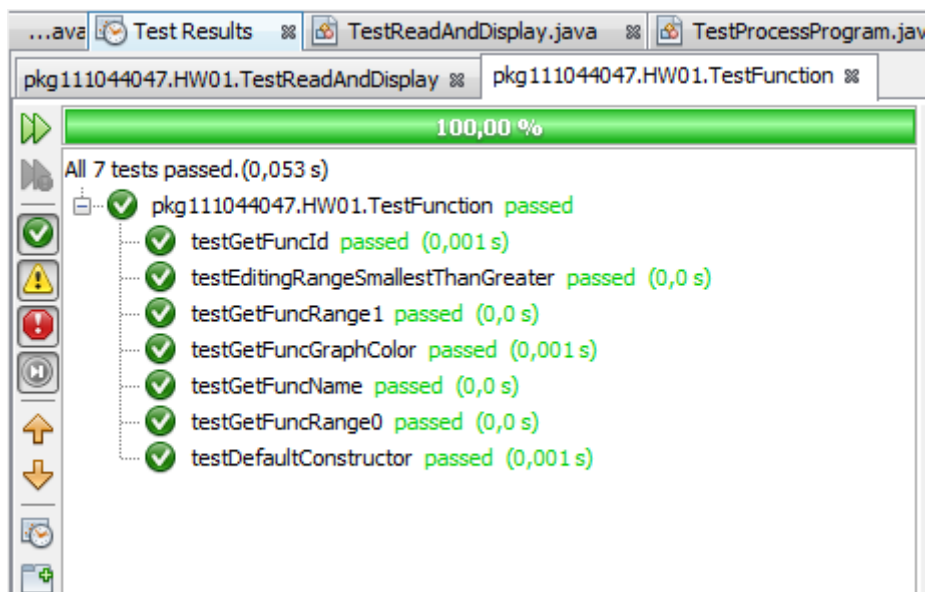 ...ava Test Results TestReadAndDisplay.java TestProcessProgram.jav
pkg111044047.HW01.TestReadAndDisplay pkg111044047.HW01.TestFunction
100,00 %
All 7 tests passed.(0,053 s)
pkg111044047.HW01.TestFunction passed
testGetFuncId passed (0,001 s)
testEditingRangeSmallestThanGreater passed (0,0 s)
testGetFuncRange1 passed (0,0 s)
testGetFuncGraphColor passed (0,001 s)
testGetFuncName passed (0,0 s)
testGetFuncRange0 passed (0,0 s)
testDefaultConstructor passed (0,001 s)